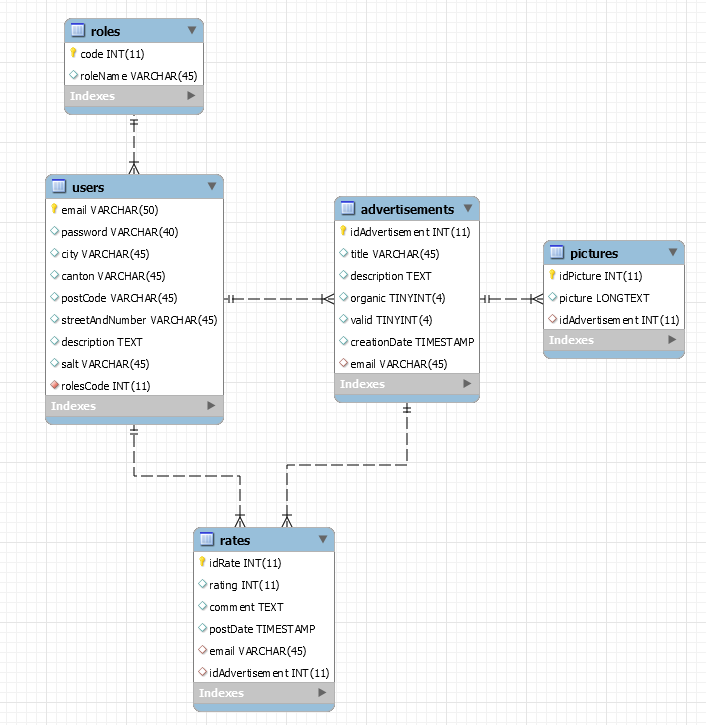 roles
code INT(11)
roleName VARCHAR(45)
Indexes
users
email VARCHAR(50)
password VARCHAR(40)
city VARCHAR(45)
canton VARCHAR(45)
postCode VARCHAR(45)
streetAndNumber VARCHAR(45)
description TEXT
salt VARCHAR(45)
rolesCode INT(11)
Indexes
advertisements
idAdvertisement INT(11)
title VARCHAR(45)
description TEXT
organic TINYINT(4)
valid TINYINT(4)
creationDate TIMESTAMP
email VARCHAR(45)
Indexes
pictures
idPicture INT(11)
picture LONGTEXT
idAdvertisement INT(11)
Indexes
rates
idRate INT(11)
rating INT(11)
comment TEXT
postDate TIMESTAMP
email VARCHAR(45)
idAdvertisement INT(11)
Indexes